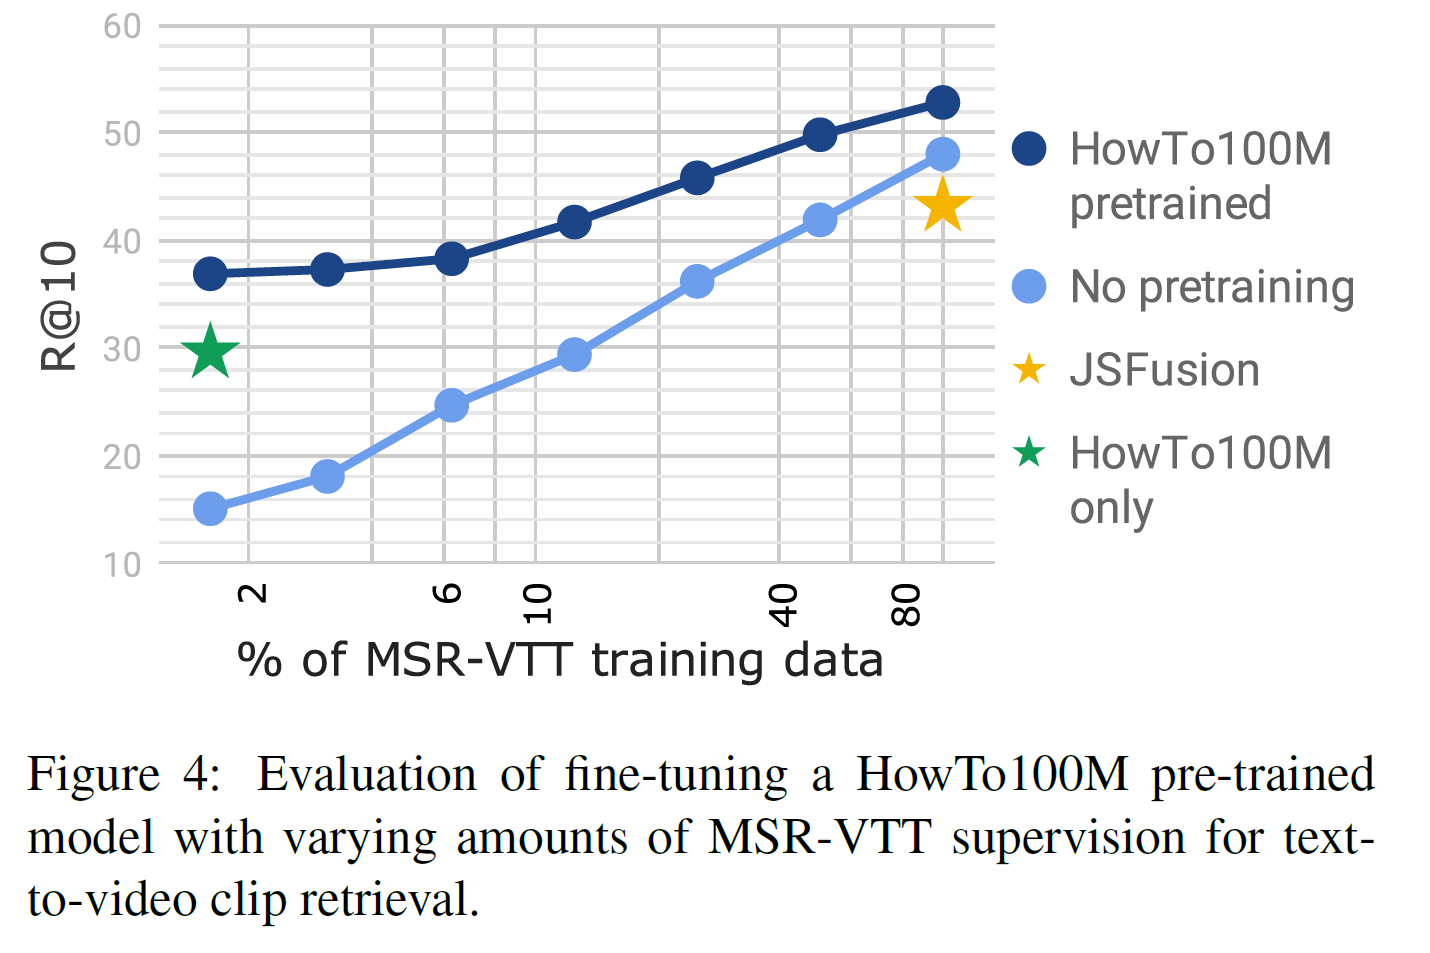 60
50
40
30
20
10
R@10
2
6
10
40
80
% of MSR-VTT training data
HowTo100M
pretrained
No pretraining
JSFusion
HowTo100M
only
Figure 4: Evaluation of fine-tuning a HowTo100M pre-trained
model with varying amounts of MSR-VTT supervision for text-
to-video clip retrieval.